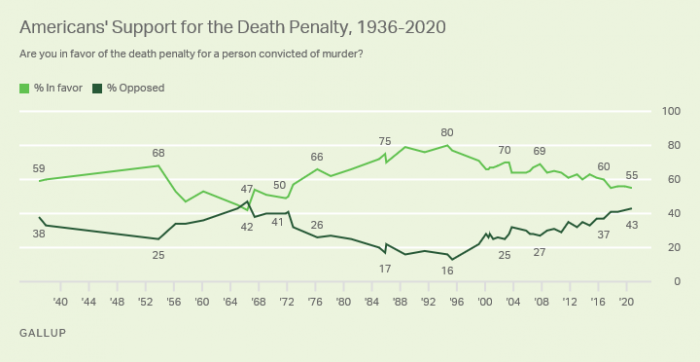 Americans' Support for the Death Penalty, 1936-2020
Are you in favor of the death penalty for a person convicted of murder?
% In favor % Opposed
100
80
60
40
20
0
59 68 47 50 66 75 80 70 69 60 55
38 25 42 41 26 17 16 25 27 37 43
'40 '44 '48 '52 '56 '60 '64 '68 '72 '76 '80 '84 '88 '92 '96 '00 '04 '08 '12 '16 '20
GALLUP